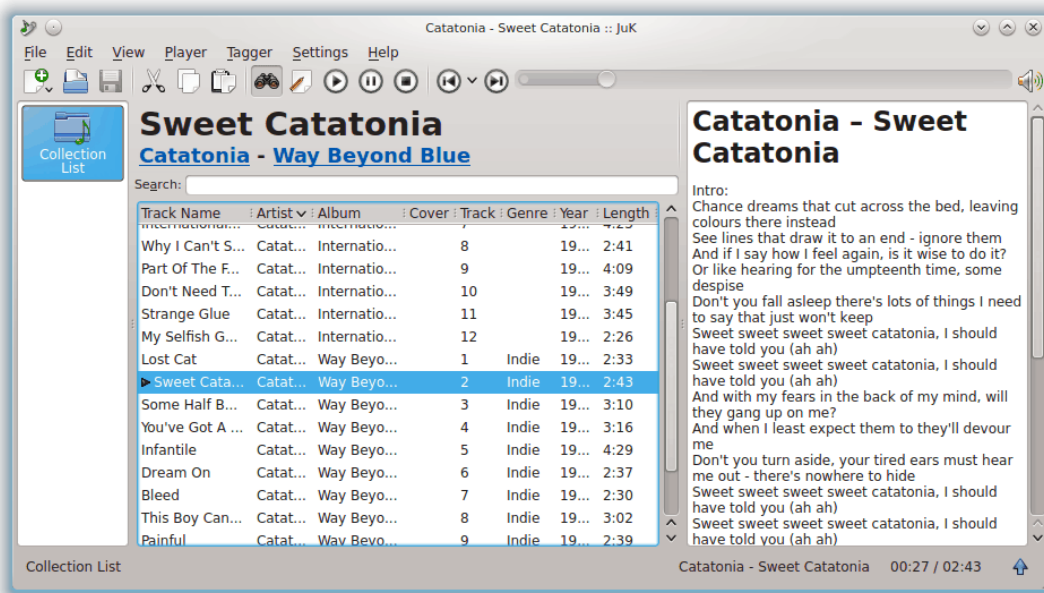 Catatonia - Sweet Catatonia :: JuK
File Edit View Player Tagger Settings Help
Collection List
Sweet Catatonia
Catatonia - Way Beyond Blue
Search:
Track Name Artist Album Cover Track Genre Year Length
International... Catat... Internatio... 7 19... 4:25
Why I Can't S... Catat... Internatio... 8 19... 2:41
Part Of The F... Catat... Internatio... 9 19... 4:09
Don't Need T... Catat... Internatio... 10 19... 3:49
Strange Glue Catat... Internatio... 11 19... 3:45
My Selfish G... Catat... Internatio... 12 19... 2:26
Lost Cat Catat... Way Beyo... 1 Indie 19... 2:33
Sweet Cata... Catat... Way Beyo... 2 Indie 19... 2:43
Some Half B... Catat... Way Beyo... 3 Indie 19... 3:10
You've Got A ... Catat... Way Beyo... 4 Indie 19... 3:16
Infantile Catat... Way Beyo... 5 Indie 19... 4:29
Dream On Catat... Way Beyo... 6 Indie 19... 2:37
Bleed Catat... Way Beyo... 7 Indie 19... 2:30
This Boy Can... Catat... Way Beyo... 8 Indie 19... 3:02
Painful Catat... Way Beyo... 9 Indie 19... 2:39
Catatonia – Sweet
Catatonia
Intro:
Chance dreams that cut across the bed, leaving
colours there instead
See lines that draw it to an end - ignore them
And if I say how I feel again, is it wise to do it?
Or like hearing for the umpteenth time, some
despise
Don't you fall asleep there's lots of things I need
to say that just won't keep
Sweet sweet sweet sweet catatonia, I should
have told you (ah ah)
Sweet sweet sweet sweet catatonia, I should
have told you (ah ah)
And with my fears in the back of my mind, will
they gang up on me?
And when I least expect them to they'll devour
me
Don't you turn aside, your tired ears must hear
me out - there's nowhere to hide
Sweet sweet sweet sweet catatonia, I should
have told you (ah ah)
Sweet sweet sweet sweet catatonia, I should
have told you (ah ah)
Collection List
Catatonia - Sweet Catatonia 00:27 / 02:43